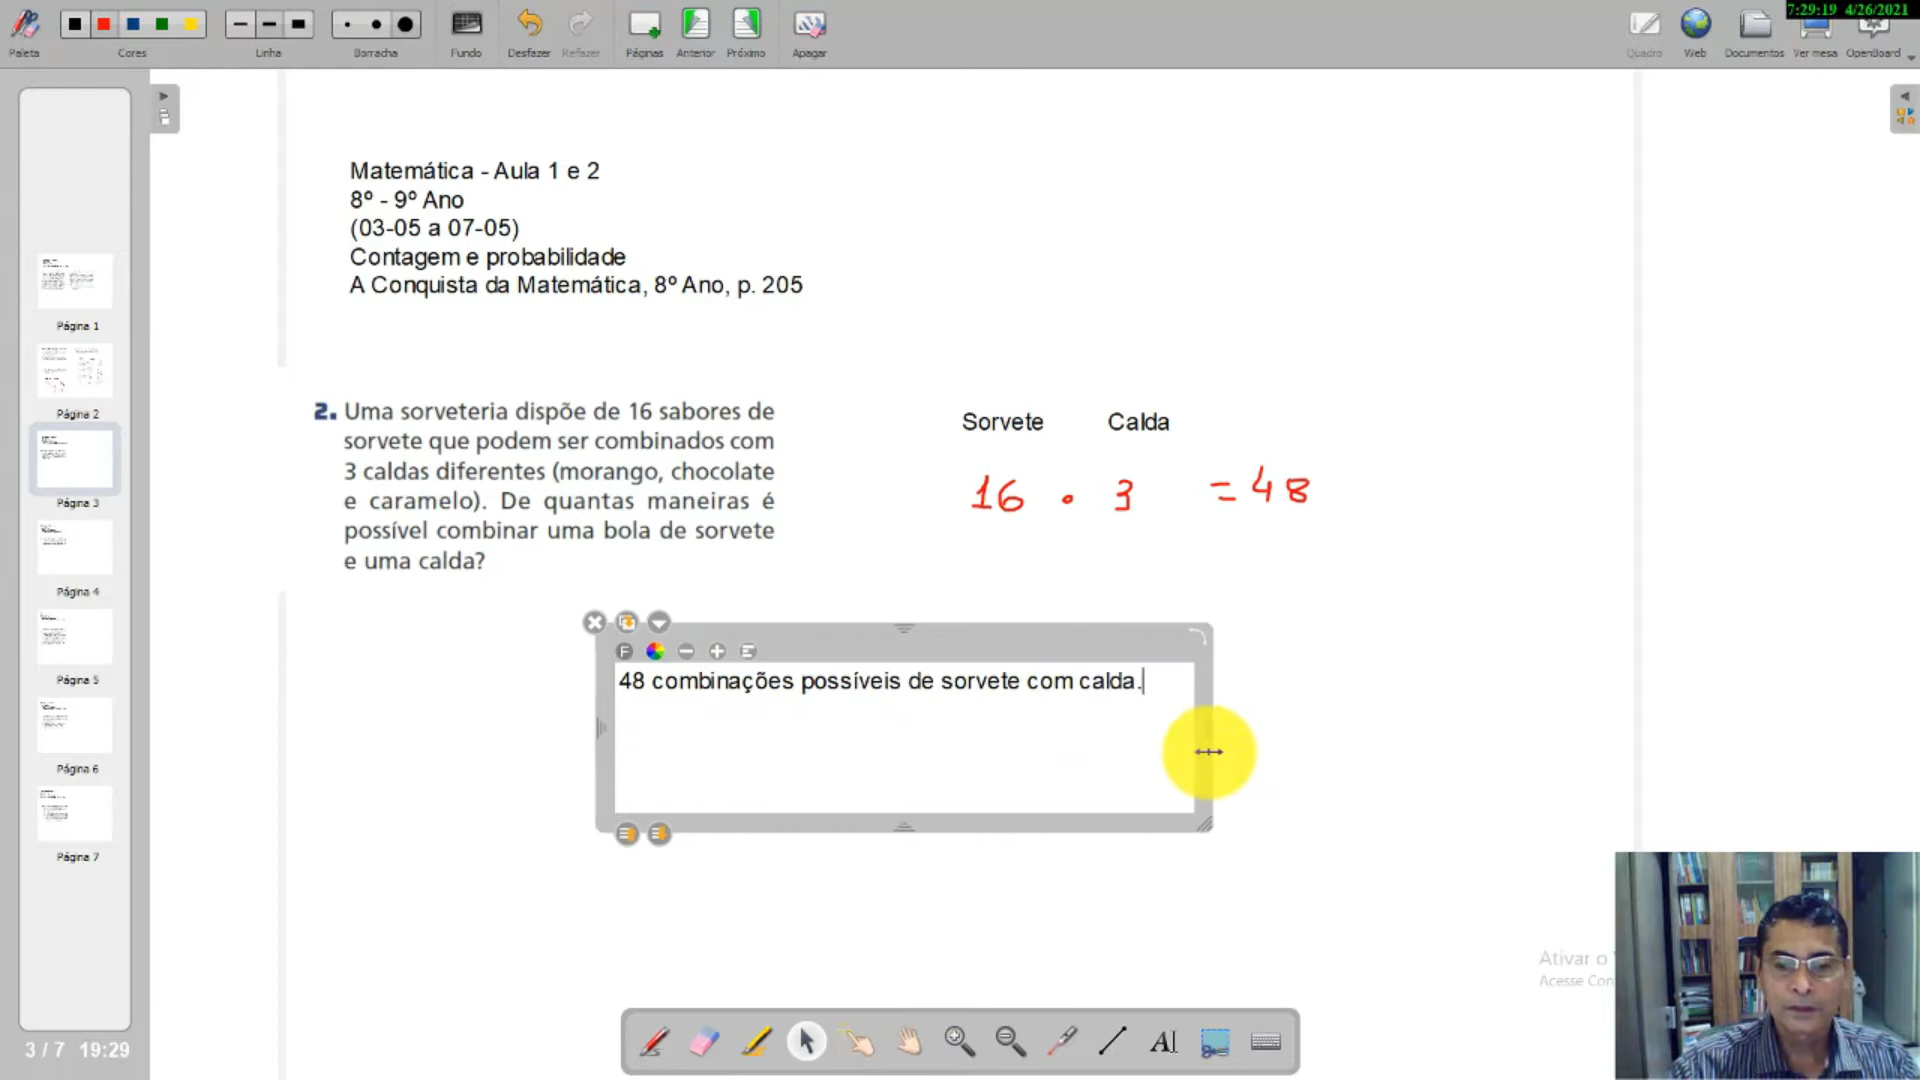 7:29:19 4/26/2021
Paleta
Cores
Linha
Borracha
Fundo
Desfazer
Refazer
Páginas
Anterior
Próximo
Apagar
Quadro
Web
Documentos
Ver mesa
OpenBoard
Matemática - Aula 1 e 2
8º - 9º Ano
(03-05 a 07-05)
Contagem e probabilidade
A Conquista da Matemática, 8º Ano, p. 205
2. Uma sorveteria dispõe de 16 sabores de
sorvete que podem ser combinados com
3 caldas diferentes (morango, chocolate
e caramelo). De quantas maneiras é
possível combinar uma bola de sorvete
e uma calda?
Sorvete Calda
16 . 3 = 48
F
48 combinações possíveis de sorvete com calda.
Página 1
Página 2
Página 3
Página 4
Página 5
Página 6
Página 7
3 / 7 19:29
Ativar o
Acesse Con
AI